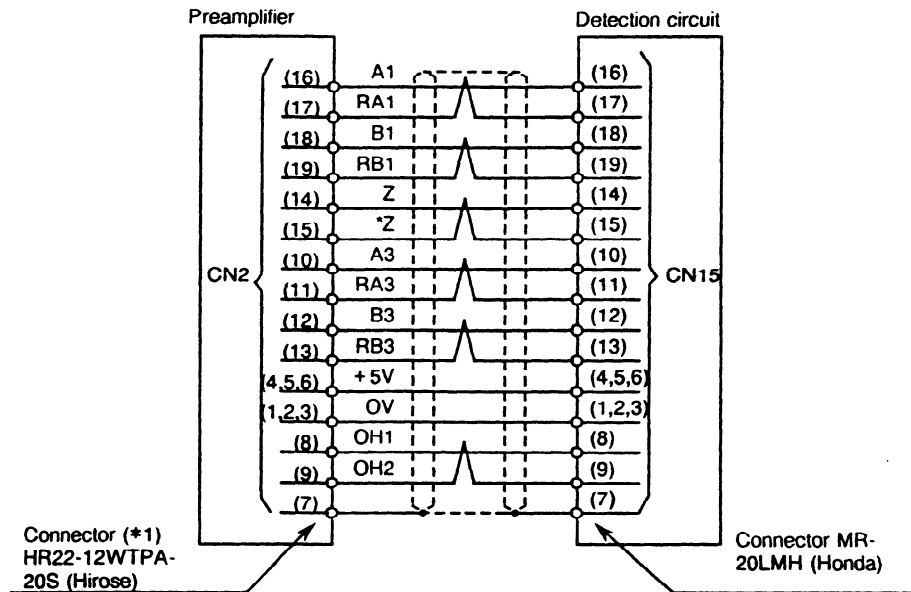 Preamplifier Detection circuit
(16) A1 (16)
(17) RA1 (17)
(18) B1 (18)
(19) RB1 (19)
(14) Z (14)
(15) *Z (15)
(10) A3 (10)
CN2 (11) RA3 (11) CN15
(12) B3 (12)
(13) RB3 (13)
(4,5,6) +5V (4,5,6)
(1,2,3) OV (1,2,3)
(8) OH1 (8)
(9) OH2 (9)
(7) (7)
Connector (*1)
HR22-12WTPA-
20S (Hirose)
Connector MR-
20LMH (Honda)